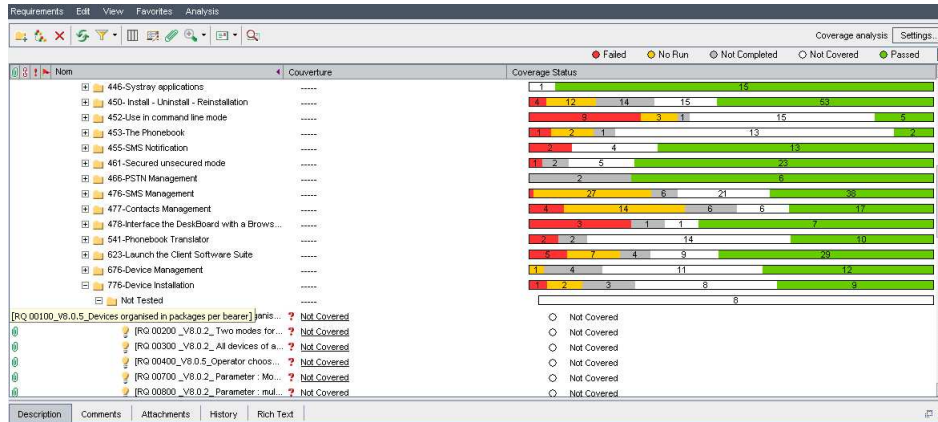 Requirements Edit View Favorites Analysis
Coverage analysis Settings...
Failed No Run Not Completed Not Covered Passed
Nom Couverture Coverage Status
446-Systray applications ----- 1 15
450- Install - Uninstall - Reinstallation ----- 4 12 14 15 53
452-Use in command line mode ----- 9 3 1 15 5
453-The Phonebook ----- 1 2 1 13 2
455-SMS Notification ----- 2 4 13
461-Secured unsecured mode ----- 1 2 5 23
466-PSTN Management ----- 2 6
476-SMS Management ----- 27 6 21 38
477-Contacts Management ----- 4 14 6 6 17
478-Interface the DeskBoard with a Brows... ----- 3 1 1 7
541-Phonebook Translator ----- 2 2 14 10
623-Launch the Client Software Suite ----- 5 7 4 9 29
676-Device Management ----- 1 4 11 12
776-Device Installation ----- 1 2 3 8 9
Not Tested ----- 8
[RQ 00100_V8.0.5_Devices organised in packages per bearer] ganis... ? Not Covered Not Covered
[RQ 00200 _V8.0.2_ Two modes for... ? Not Covered Not Covered
[RQ 00300 _V8.0.2_ All devices of a... ? Not Covered Not Covered
[RQ 00400_V8.0.5_Operator choos... ? Not Covered Not Covered
[RQ 00700 _V8.0.2_ Parameter : Mo... ? Not Covered Not Covered
[RQ 00800 _V8.0.2_ Parameter : mul... ? Not Covered Not Covered
Description Comments Attachments History Rich Text